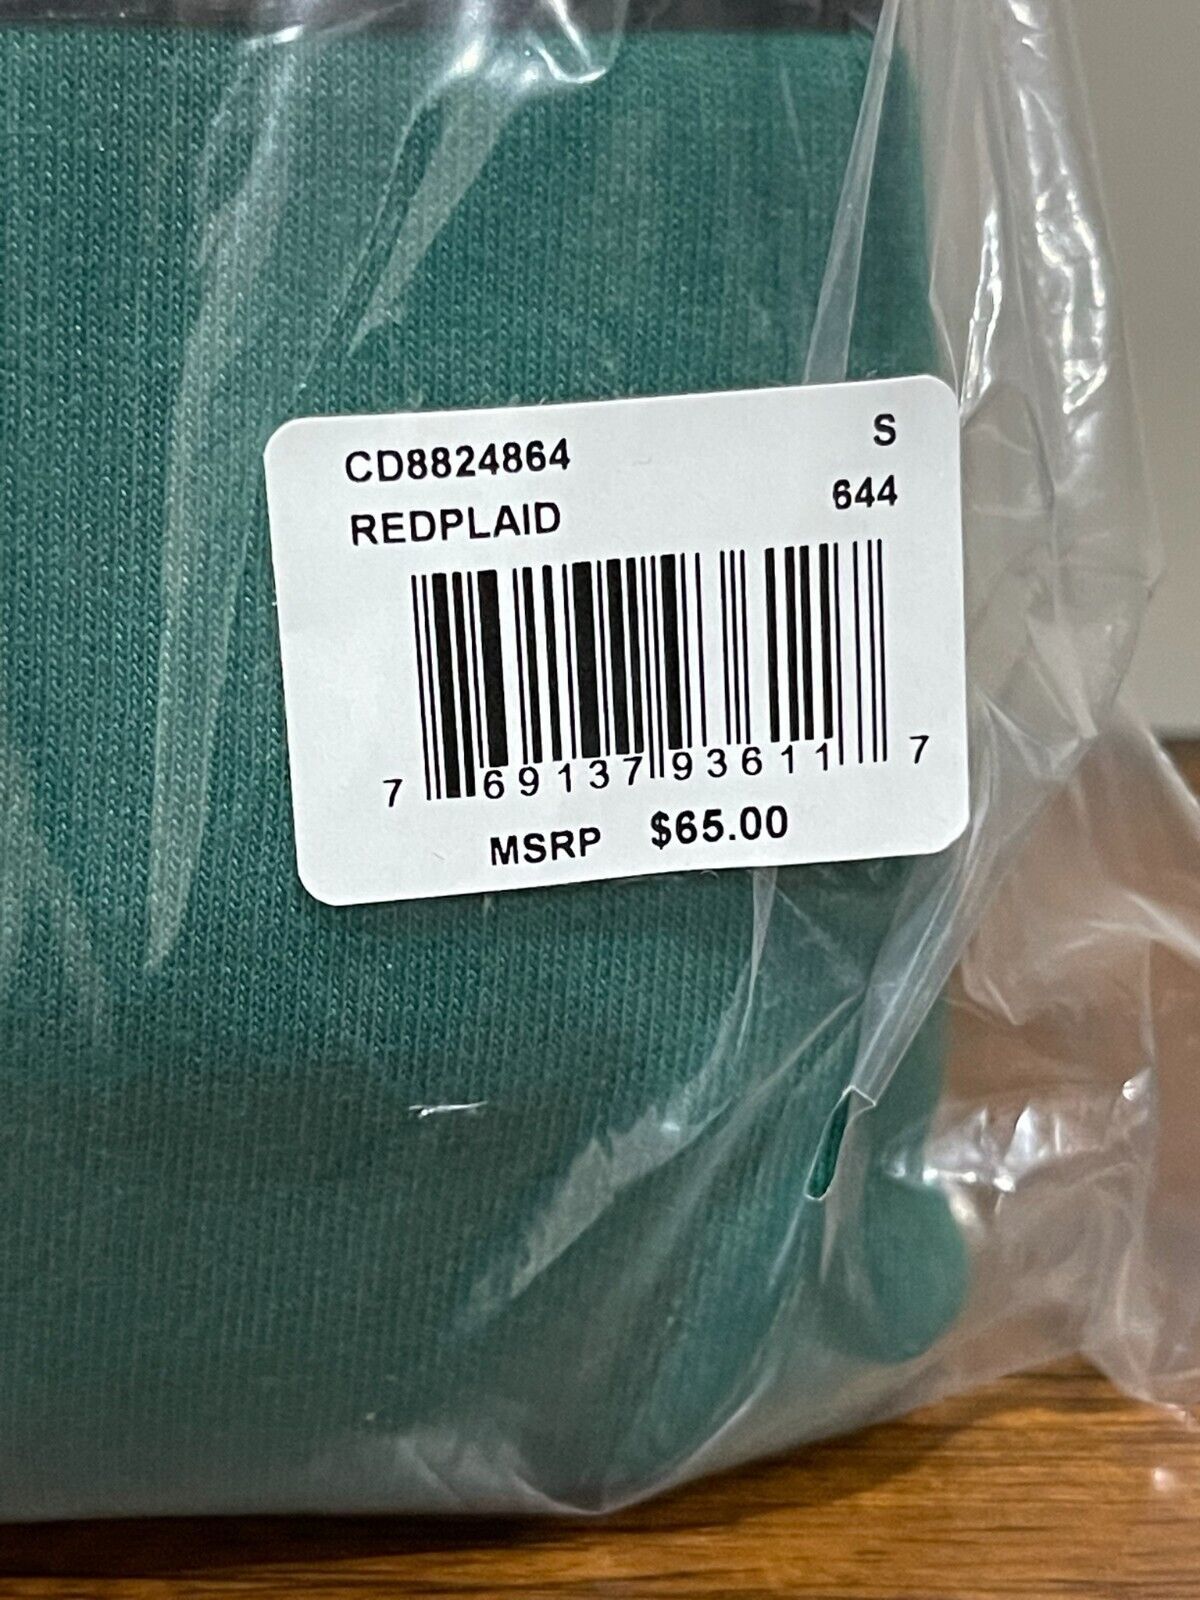 CD8824864 S
REDPLAID 644
7 69137 93611 7
MSRP $65.00